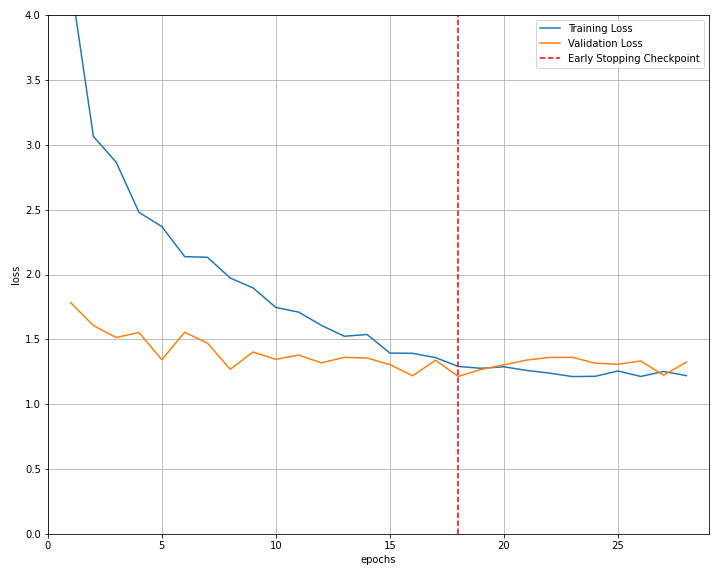 4.0
3.5
3.0
2.5
2.0
1.5
1.0
0.5
0.0
loss
0 5 10 15 20 25
epochs
Training Loss
Validation Loss
Early Stopping Checkpoint